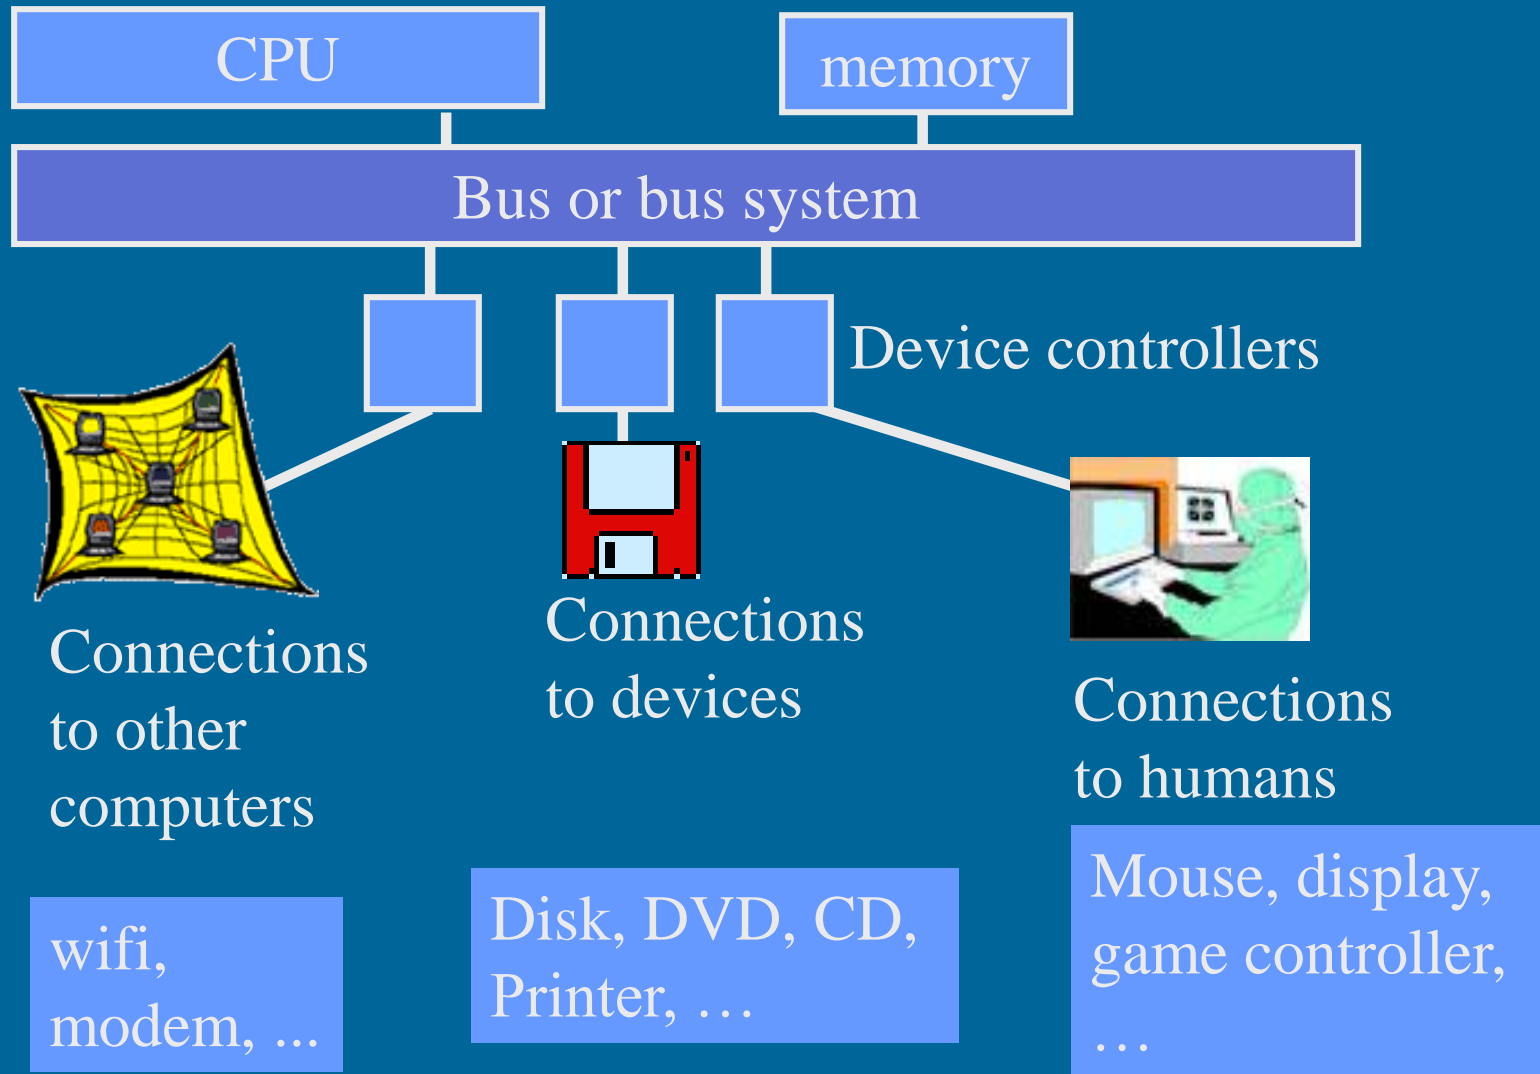 CPU
memory
Bus or bus system
Device controllers
Connections
to other
computers
Connections
to devices
Connections
to humans
wifi,
modem, ...
Disk, DVD, CD,
Printer, …
Mouse, display,
game controller,
…